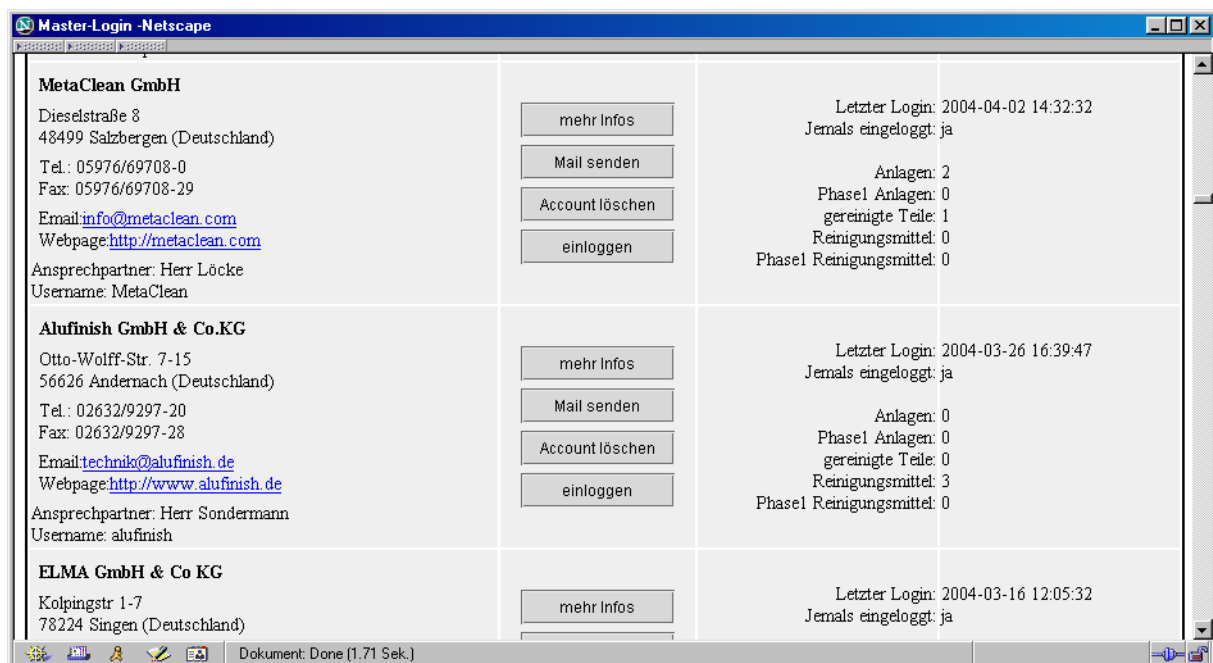 Master-Login -Netscape
MetaClean GmbH
Dieselstraße 8
48499 Salzbergen (Deutschland)
Tel.: 05976/69708-0
Fax: 05976/69708-29
Email:info@metaclean.com
Webpage:http://metaclean.com
Ansprechpartner: Herr Löcke
Username: MetaClean
mehr Infos
Mail senden
Account löschen
einloggen
Letzter Login: 2004-04-02 14:32:32
Jemals eingeloggt: ja
Anlagen: 2
Phase1 Anlagen: 0
gereinigte Teile: 1
Reinigungsmittel: 0
Phase1 Reinigungsmittel: 0
Alufinish GmbH & Co.KG
Otto-Wolff-Str. 7-15
56626 Andernach (Deutschland)
Tel.: 02632/9297-20
Fax: 02632/9297-28
Email:technik@alufinish.de
Webpage:http://www.alufinish.de
Ansprechpartner: Herr Sondermann
Username: alufinish
mehr Infos
Mail senden
Account löschen
einloggen
Letzter Login: 2004-03-26 16:39:47
Jemals eingeloggt: ja
Anlagen: 0
Phase1 Anlagen: 0
gereinigte Teile: 0
Reinigungsmittel: 3
Phase1 Reinigungsmittel: 0
ELMA GmbH & Co KG
Kolpingstr 1-7
78224 Singen (Deutschland)
mehr Infos
Letzter Login: 2004-03-16 12:05:32
Jemals eingeloggt: ja
Dokument: Done (1.71 Sek.)